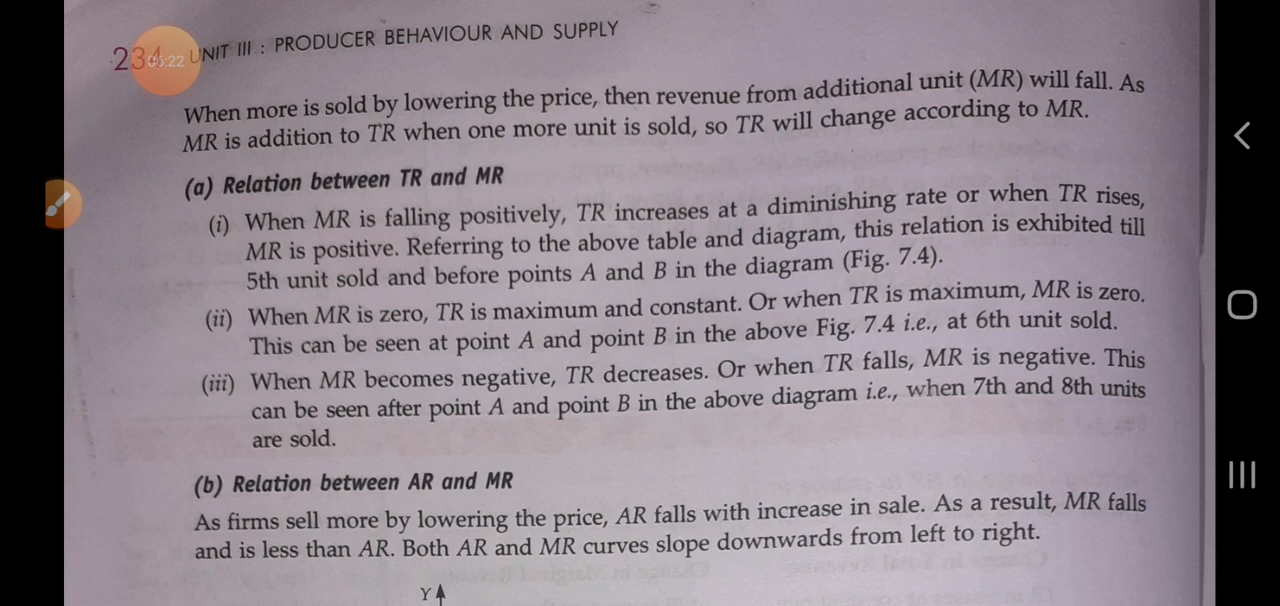 234 UNIT III : PRODUCER BEHAVIOUR AND SUPPLY
06:22
When more is sold by lowering the price, then revenue from additional unit (MR) will fall. As
MR is addition to TR when one more unit is sold, so TR will change according to MR.
(a) Relation between TR and MR
(i) When MR is falling positively, TR increases at a diminishing rate or when TR rises,
MR is positive. Referring to the above table and diagram, this relation is exhibited till
5th unit sold and before points A and B in the diagram (Fig. 7.4).
(ii) When MR is zero, TR is maximum and constant. Or when TR is maximum, MR is zero.
This can be seen at point A and point B in the above Fig. 7.4 i.e., at 6th unit sold.
(iii) When MR becomes negative, TR decreases. Or when TR falls, MR is negative. This
can be seen after point A and point B in the above diagram i.e., when 7th and 8th units
are sold.
(b) Relation between AR and MR
As firms sell more by lowering the price, AR falls with increase in sale. As a result, MR falls
and is less than AR. Both AR and MR curves slope downwards from left to right.
Y